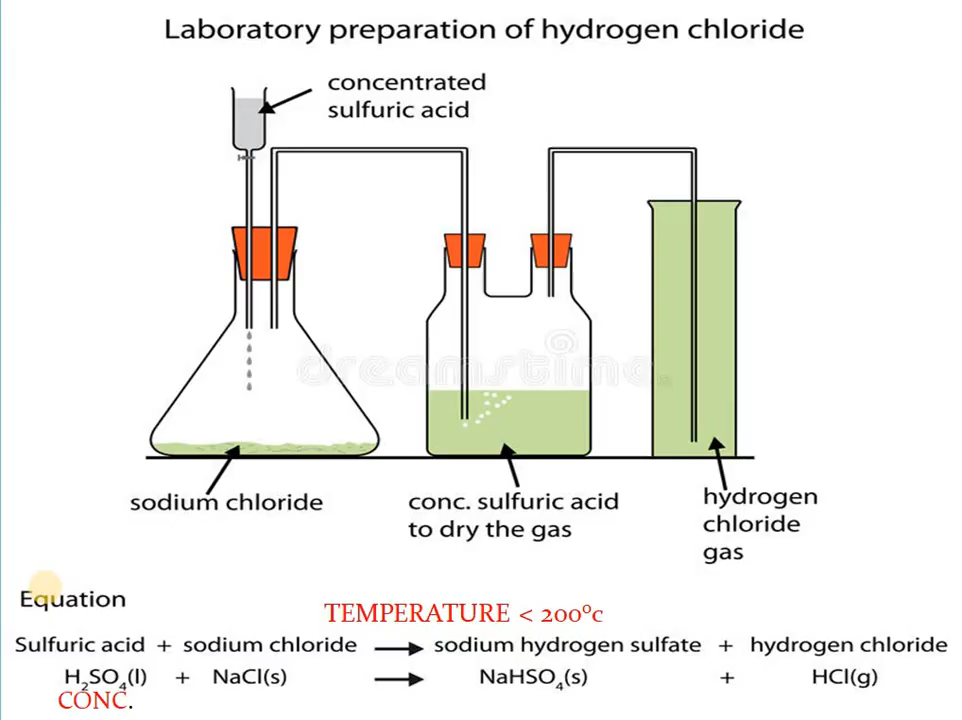 Laboratory preparation of hydrogen chloride
concentrated
sulfuric acid
dreamstime
sodium chloride
conc. sulfuric acid
to dry the gas
hydrogen
chloride
gas
Equation
TEMPERATURE < 200°c
Sulfuric acid + sodium chloride → sodium hydrogen sulfate + hydrogen chloride
H₂SO₄(l) + NaCl(s) → NaHSO₄(s) + HCl(g)
CONC.